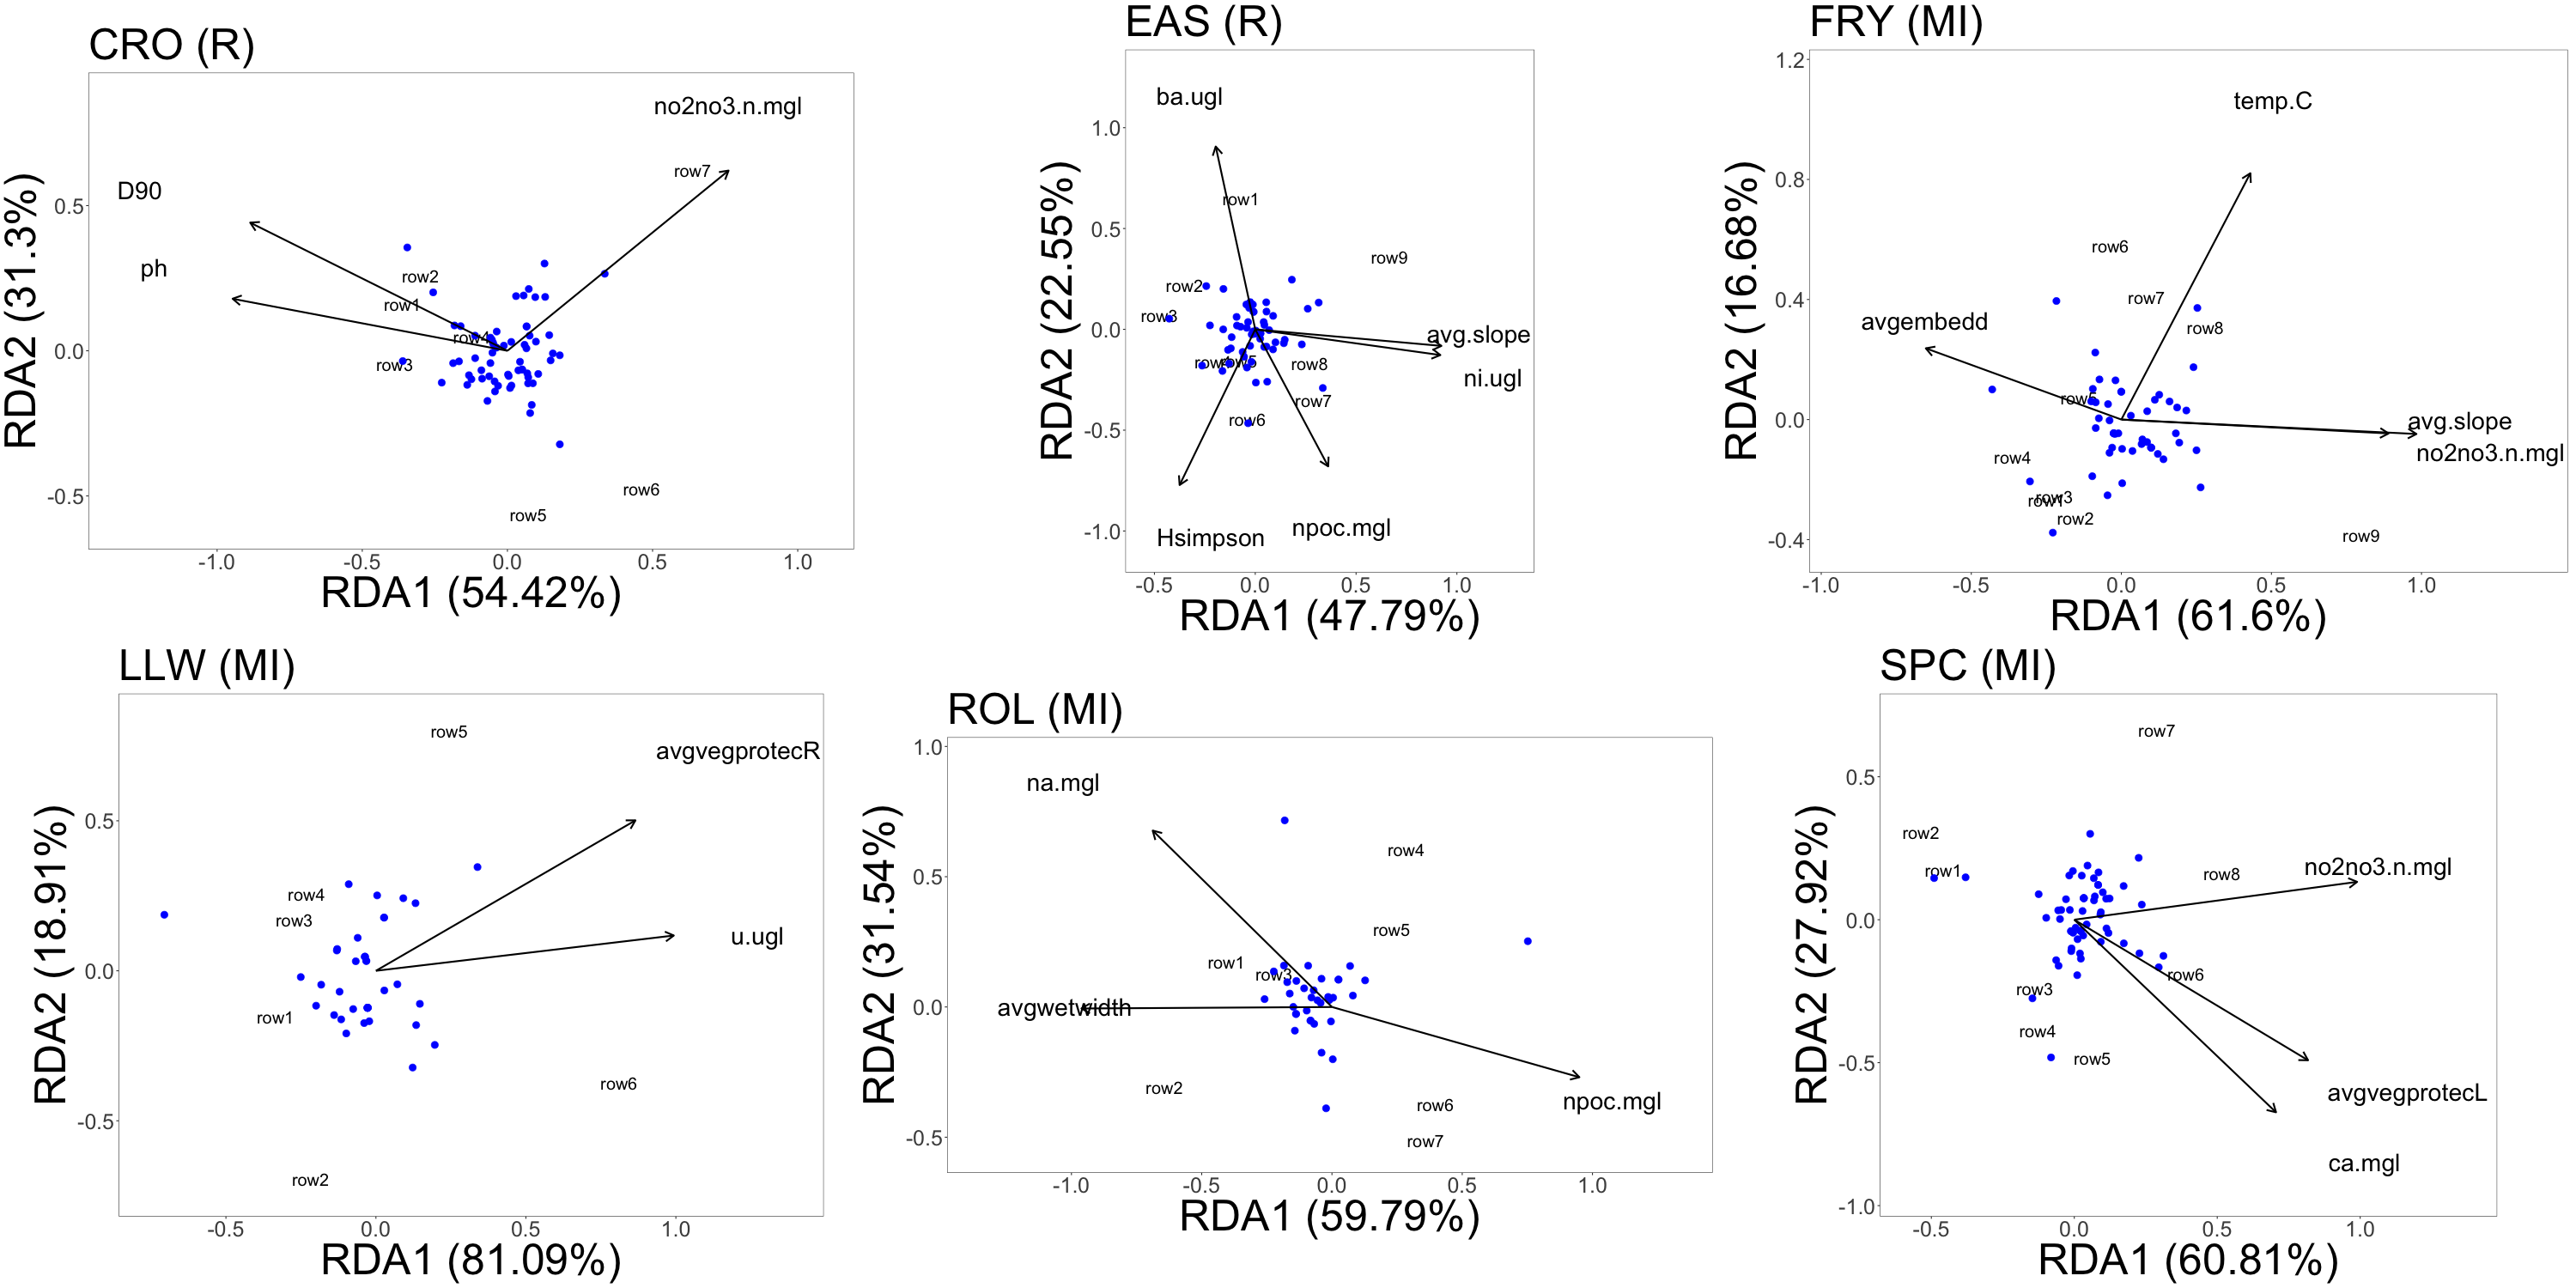 CRO (R)
no2no3.n.mgl
row7
D90
0.5
ph
row2
row1
row4
0.0
row3
-0.5
row6
row5
-1.0 -0.5 0.0 0.5 1.0
RDA1 (54.42%)
RDA2 (31.3%)
EAS (R)
ba.ugl
1.0
row1
0.5
row9
row2
row3
0.0
avg.slope
row5
row8
ni.ugl
row7
row6
-0.5
npoc.mgl
Hsimpson
-1.0
-0.5 0.0 0.5 1.0
RDA1 (47.79%)
RDA2 (22.55%)
FRY (MI)
1.2
temp.C
0.8
row6
row7
0.4
row8
avgembedd
0.0
avg.slope
no2no3.n.mgl
row4
row1
row3
row2
row9
-0.4
-1.0 -0.5 0.0 0.5 1.0
RDA1 (61.6%)
RDA2 (16.68%)
LLW (MI)
row5
avgvegprotecR
0.5
row4
row3
u.ugl
0.0
row1
row6
-0.5
row2
-0.5 0.0 0.5 1.0
RDA1 (81.09%)
RDA2 (18.91%)
ROL (MI)
1.0
na.mgl
row4
0.5
row5
row1
row3
0.0
avgwetwidth
row2
row6
npoc.mgl
-0.5
row7
-1.0 -0.5 0.0 0.5 1.0
RDA1 (59.79%)
RDA2 (31.54%)
SPC (MI)
row7
0.5
row2
row1
row8
no2no3.n.mgl
0.0
row6
row3
row4
row5
-0.5
avgvegprotecL
ca.mgl
-1.0
-0.5 0.0 0.5 1.0
RDA1 (60.81%)
RDA2 (27.92%)